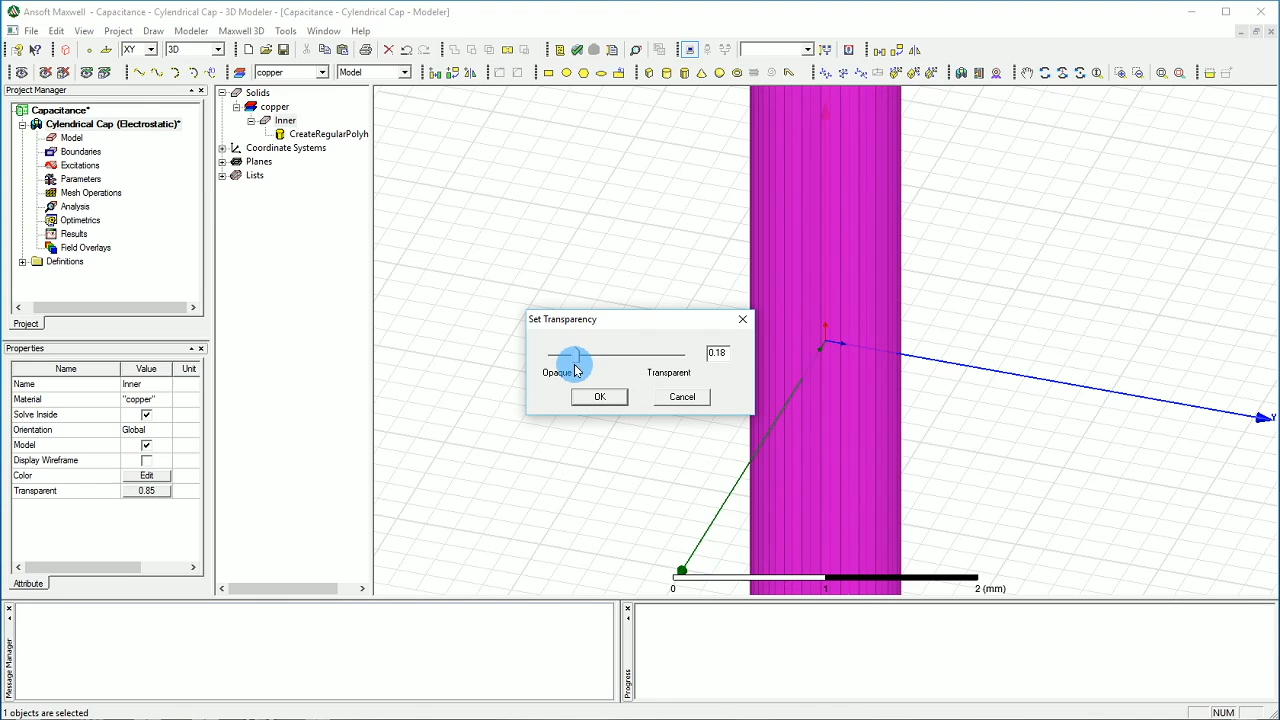 Ansoft Maxwell - Capacitance - Cylendrical Cap - 3D Modeler - [Capacitance - Cylendrical Cap - Modeler]
File Edit View Project Draw Modeler Maxwell 3D Tools Window Help
XY 3D
copper Model
Project Manager
Capacitance*
Cylendrical Cap (Electrostatic)*
Model
Boundaries
Excitations
Parameters
Mesh Operations
Analysis
Optimetrics
Results
Field Overlays
Definitions
Project
Solids
copper
Inner
CreateRegularPolyh
Coordinate Systems
Planes
Lists
Properties
Name Value Unit
Name Inner
Material "copper"
Solve Inside
Orientation Global
Model
Display Wireframe
Color Edit
Transparent 0.85
Attribute
Set Transparency
0.18
Opaque Transparent
OK Cancel
Y
0 1 2 (mm)
Message Manager
Progress
1 objects are selected
NUM